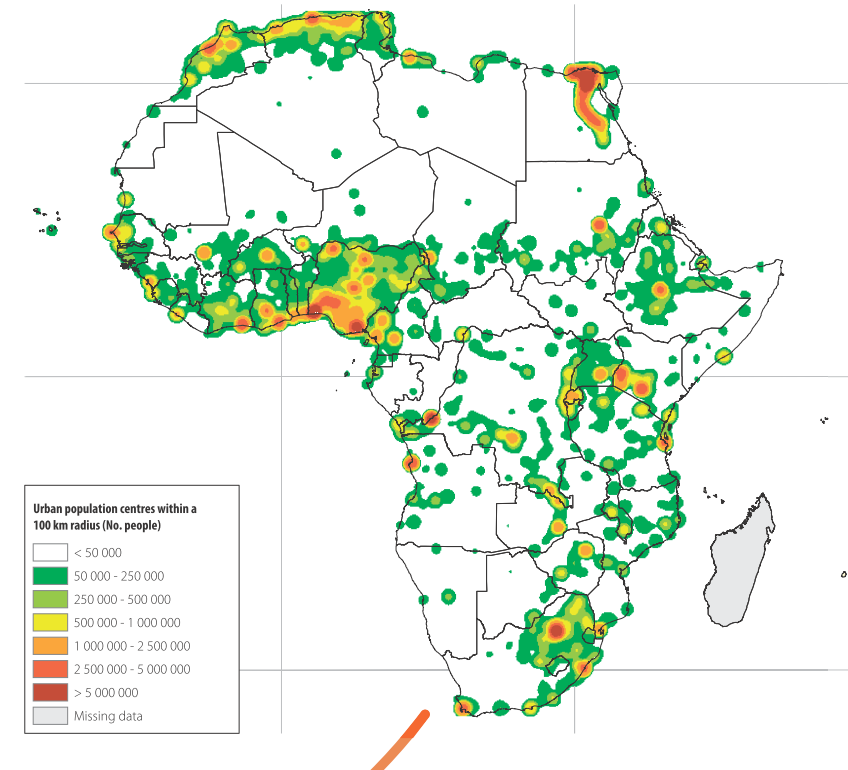 Urban population centres within a
100 km radius (No. people)
< 50 000
50 000 - 250 000
250 000 - 500 000
500 000 - 1 000 000
1 000 000 - 2 500 000
2 500 000 - 5 000 000
> 5 000 000
Missing data